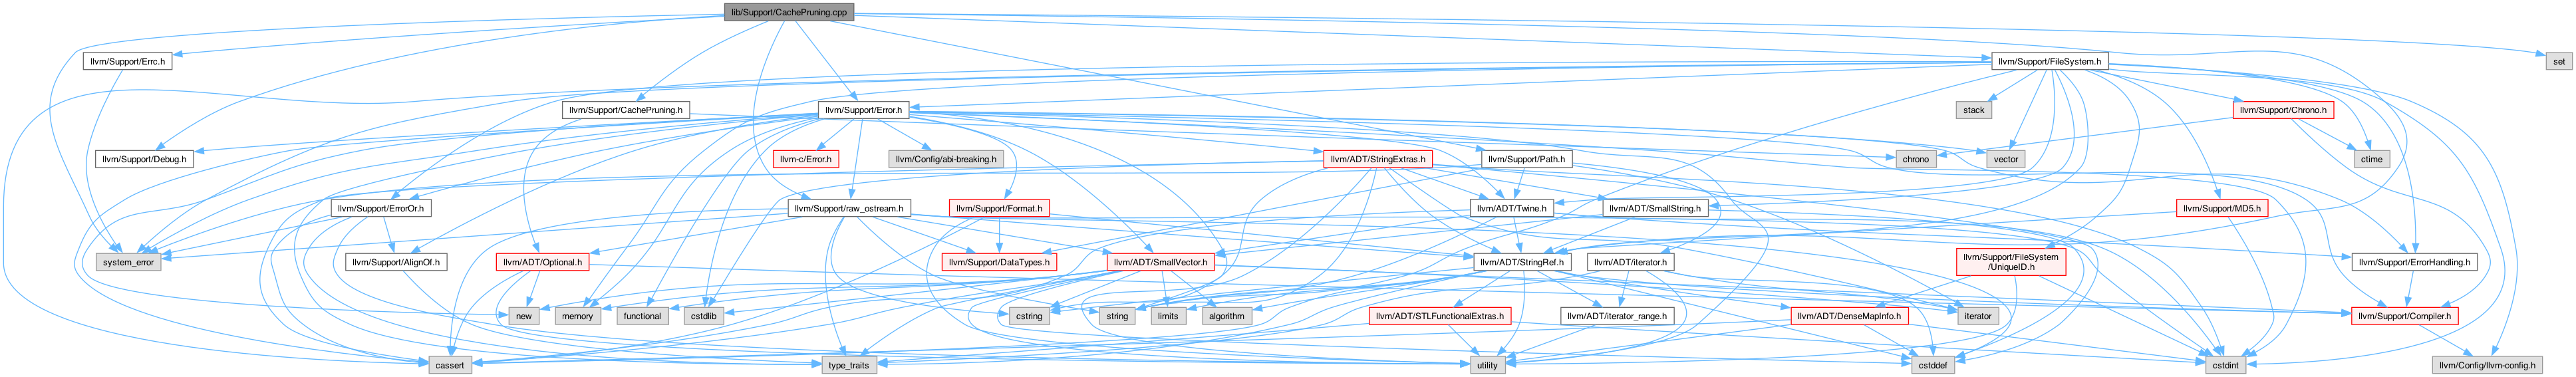 lib/Support/CachePruning.cpp
llvm/Support/Errc.h
llvm/Support/FileSystem.h
set
llvm/Support/CachePruning.h
llvm/Support/Error.h
stack
llvm/Support/Chrono.h
llvm/Support/Debug.h
llvm-c/Error.h
llvm/Config/abi-breaking.h
llvm/ADT/StringExtras.h
llvm/Support/Path.h
chrono
vector
ctime
llvm/Support/ErrorOr.h
llvm/Support/raw_ostream.h
llvm/Support/Format.h
llvm/ADT/Twine.h
llvm/ADT/SmallString.h
llvm/Support/MD5.h
system_error
llvm/Support/AlignOf.h
llvm/ADT/Optional.h
llvm/Support/DataTypes.h
llvm/ADT/SmallVector.h
llvm/ADT/StringRef.h
llvm/ADT/iterator.h
llvm/Support/FileSystem
/UniqueID.h
llvm/Support/ErrorHandling.h
new
memory
functional
cstdlib
cstring
string
limits
algorithm
llvm/ADT/STLFunctionalExtras.h
llvm/ADT/iterator_range.h
llvm/ADT/DenseMapInfo.h
iterator
llvm/Support/Compiler.h
cassert
type_traits
utility
cstddef
cstdint
llvm/Config/llvm-config.h